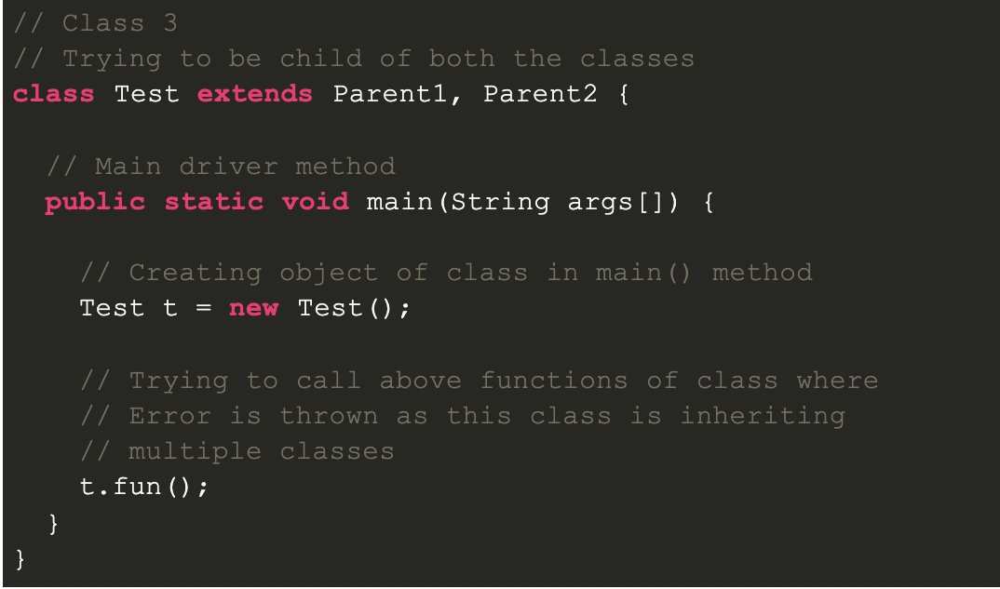 // Class 3
// Trying to be child of both the classes
class Test extends Parent1, Parent2 {
// Main driver method
public static void main(String args[]) {
// Creating object of class in main() method
Test t = new Test();
// Trying to call above functions of class where
// Error is thrown as this class is inheriting
// multiple classes
t.fun();
}
}